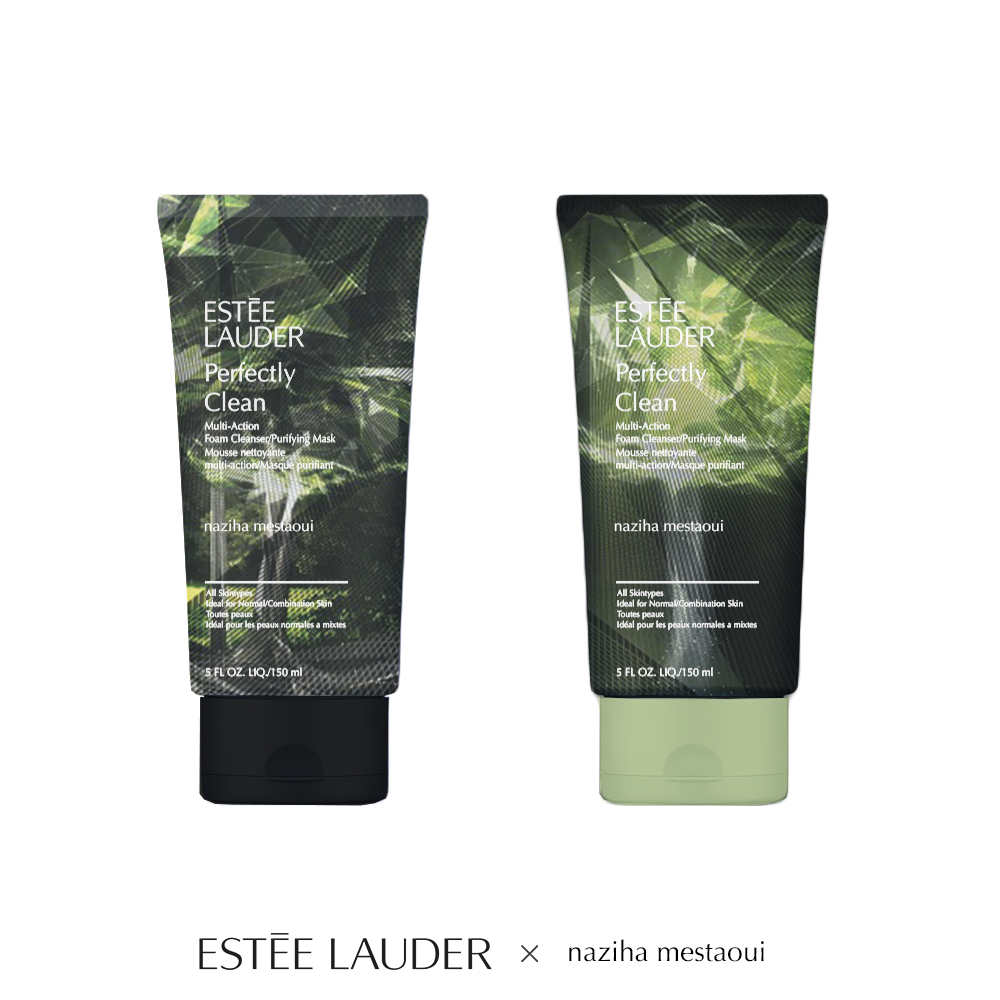 ESTĒE
LAUDER
Perfectly
Clean
Multi-Action
Foam Cleanser/Purifying Mask
Mousse nettoyante
multi-action/Masque purifiant
naziha mestaoui
All Skintypes
Ideal for Normal/Combination Skin
Toutes peaux
Idéal pour les peaux normales a mixtes
5 FL OZ. LIQ./150 ml
ESTĒE
LAUDER
Perfectly
Clean
Multi-Action
Foam Cleanser/Purifying Mask
Mousse nettoyante
multi-action/Masque purifiant
naziha mestaoui
All Skintypes
Ideal for Normal/Combination Skin
Toutes peaux
Idéal pour les peaux normales a mixtes
5 FL OZ. LIQ./150 ml
ESTĒE LAUDER × naziha mestaoui